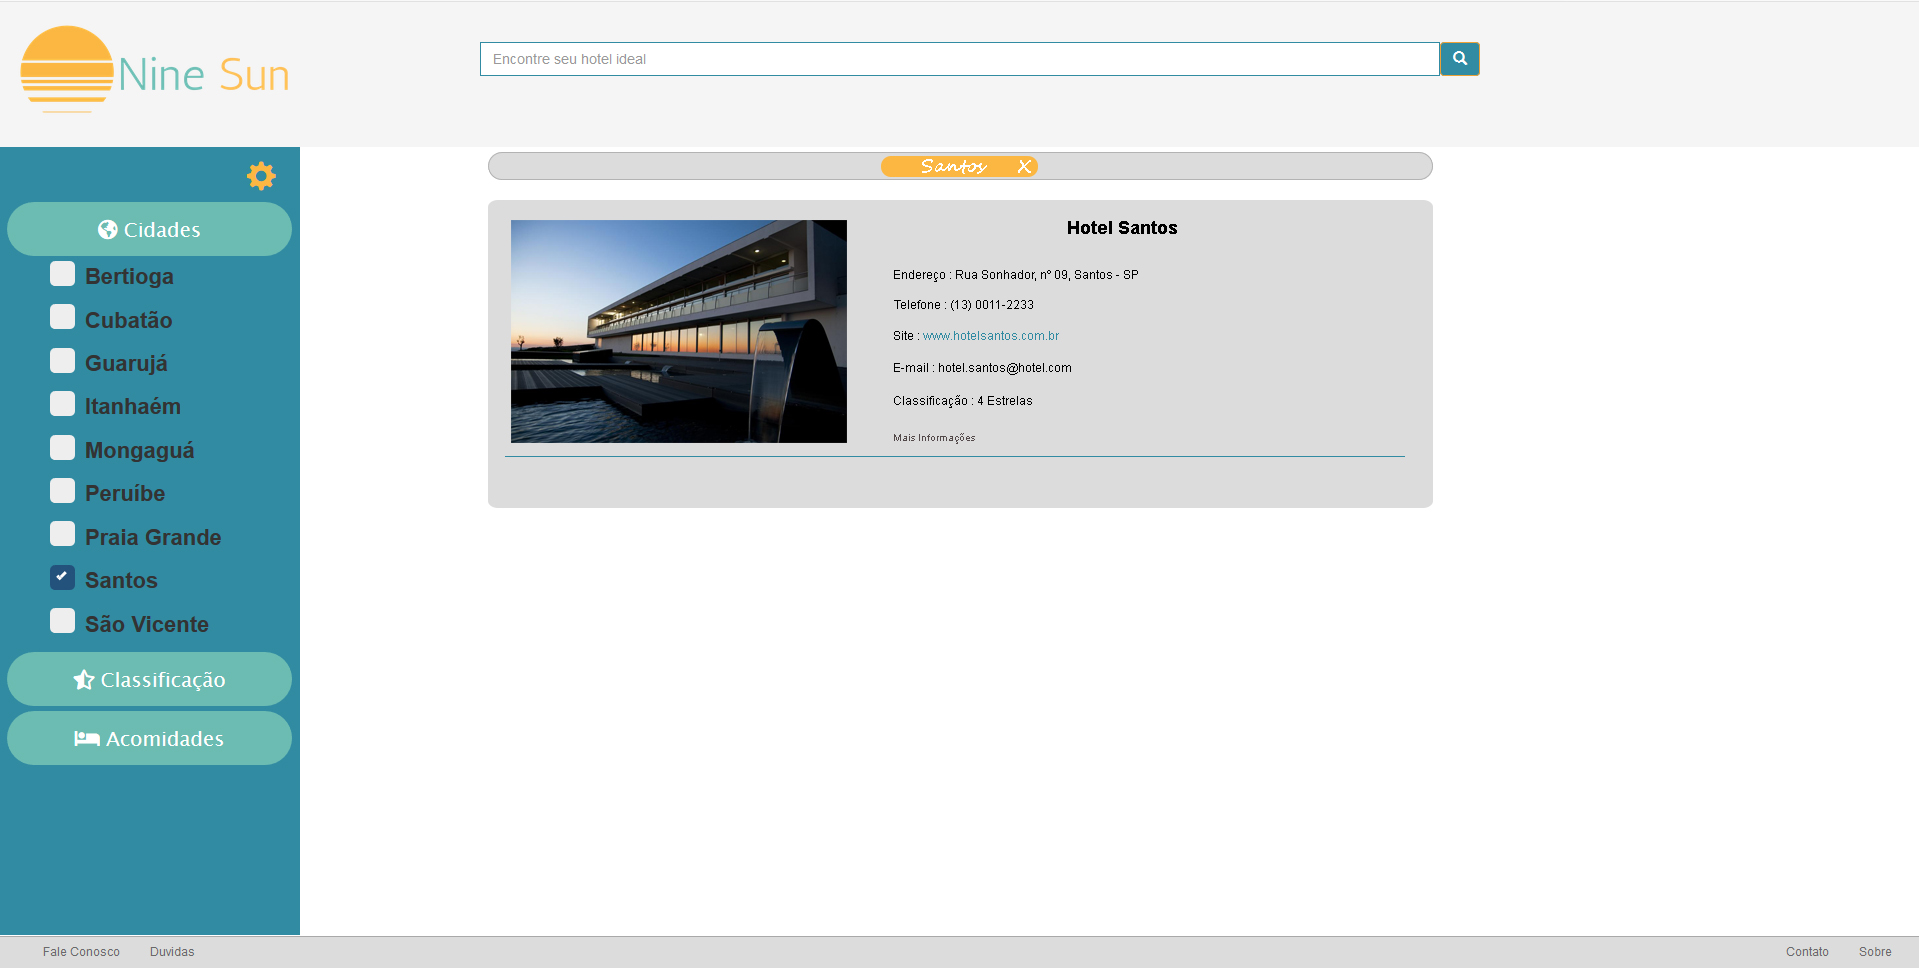 Nine Sun
Encontre seu hotel ideal
Cidades
Bertioga
Cubatão
Guarujá
Itanhaém
Mongaguá
Peruíbe
Praia Grande
Santos
São Vicente
Classificação
Acomidades
Santos X
Hotel Santos
Endereço : Rua Sonhador, nº 09, Santos - SP
Telefone : (13) 0011-2233
Site : www.hotelsantos.com.br
E-mail : hotel.santos@hotel.com
Classificação : 4 Estrelas
Mais Informações
Fale Conosco
Duvidas
Contato
Sobre